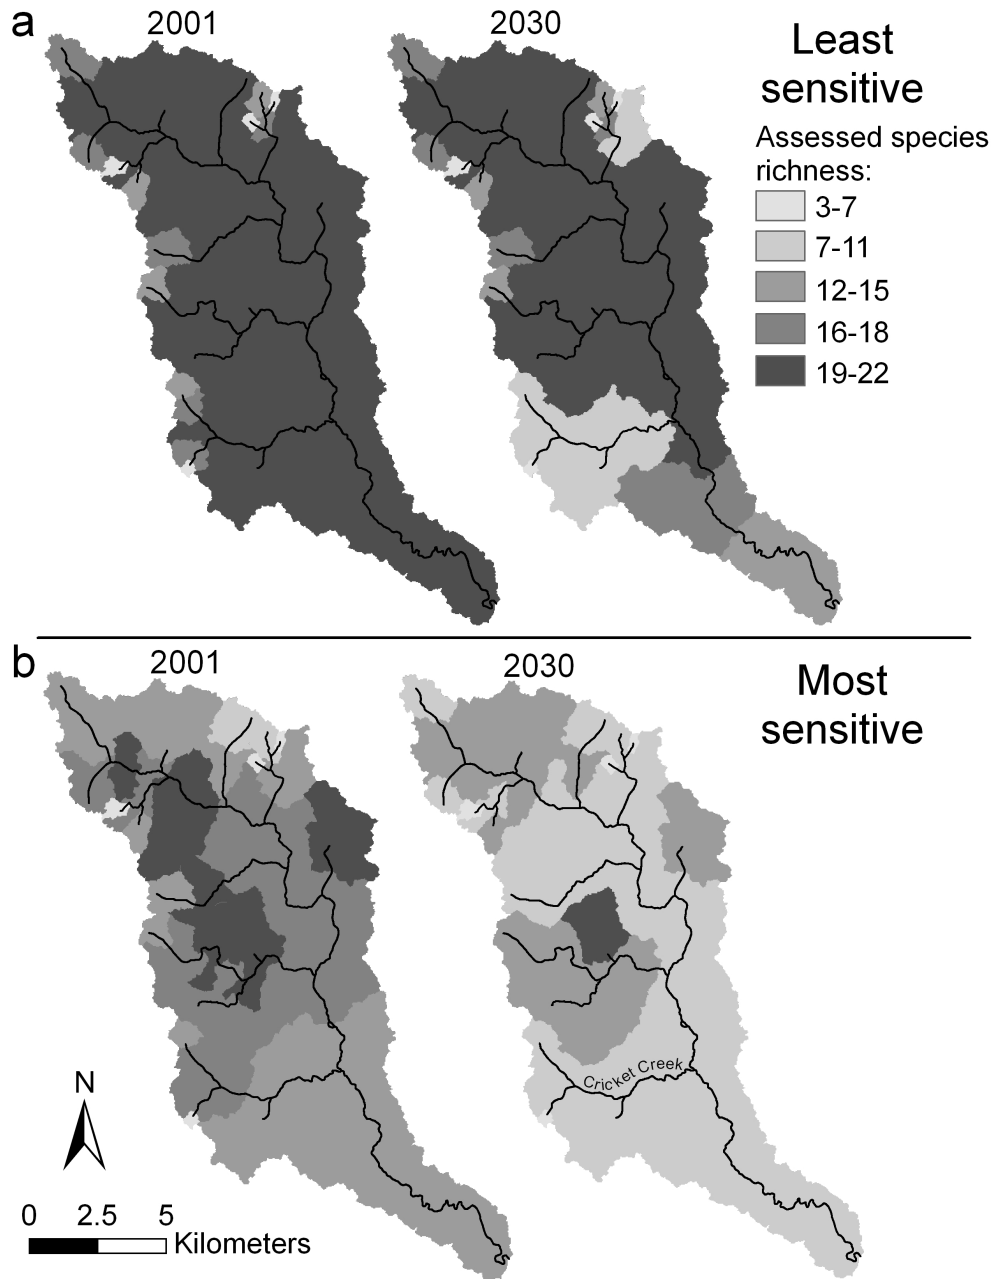 a
2001
2030
Least
sensitive
Assessed species
richness:
3-7
7-11
12-15
16-18
19-22
b
2001
2030
Most
sensitive
Cricket Creek
N
0 2.5 5
Kilometers